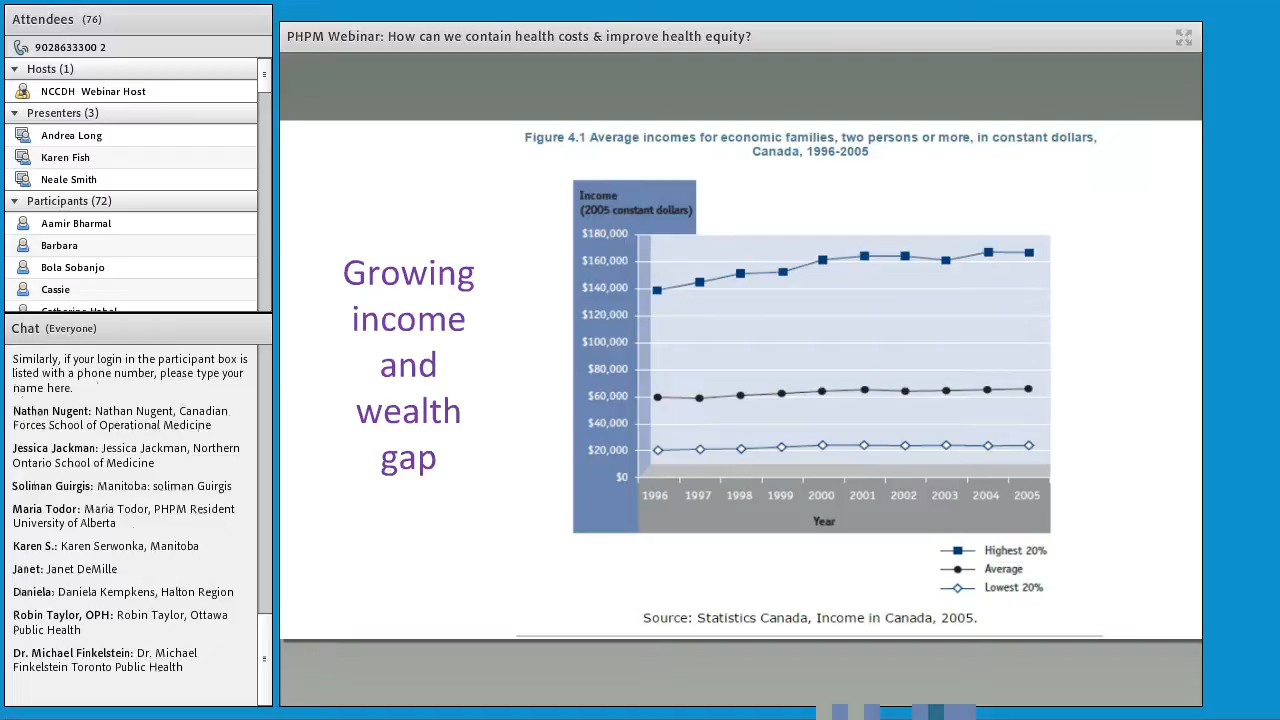 Attendees (76)
9028633300 2
Hosts (1)
NCCDH Webinar Host
Presenters (3)
Andrea Long
Karen Fish
Neale Smith
Participants (72)
Aamir Bharmal
Barbara
Bola Sobanjo
Cassie
Chat (Everyone)
Similarly, if your login in the participant box is
listed with a phone number, please type your
name here.
Nathan Nugent: Nathan Nugent, Canadian
Forces School of Operational Medicine
Jessica Jackman: Jessica Jackman, Northern
Ontario School of Medicine
Soliman Guirgis: Manitoba: soliman Guirgis
Maria Todor: Maria Todor, PHPM Resident
University of Alberta
Karen S.: Karen Serwonka, Manitoba
Janet: Janet DeMille
Daniela: Daniela Kempkens, Halton Region
Robin Taylor, OPH: Robin Taylor, Ottawa
Public Health
Dr. Michael Finkelstein: Dr. Michael
Finkelstein Toronto Public Health
PHPM Webinar: How can we contain health costs & improve health equity?
Growing
income
and
wealth
gap
Figure 4.1 Average incomes for economic families, two persons or more, in constant dollars,
Canada, 1996-2005
Income
(2005 constant dollars)
$180,000
$160,000
$140,000
$120,000
$100,000
$80,000
$60,000
$40,000
$20,000
$0
1996 1997 1998 1999 2000 2001 2002 2003 2004 2005
Year
Highest 20%
Average
Lowest 20%
Source: Statistics Canada, Income in Canada, 2005.